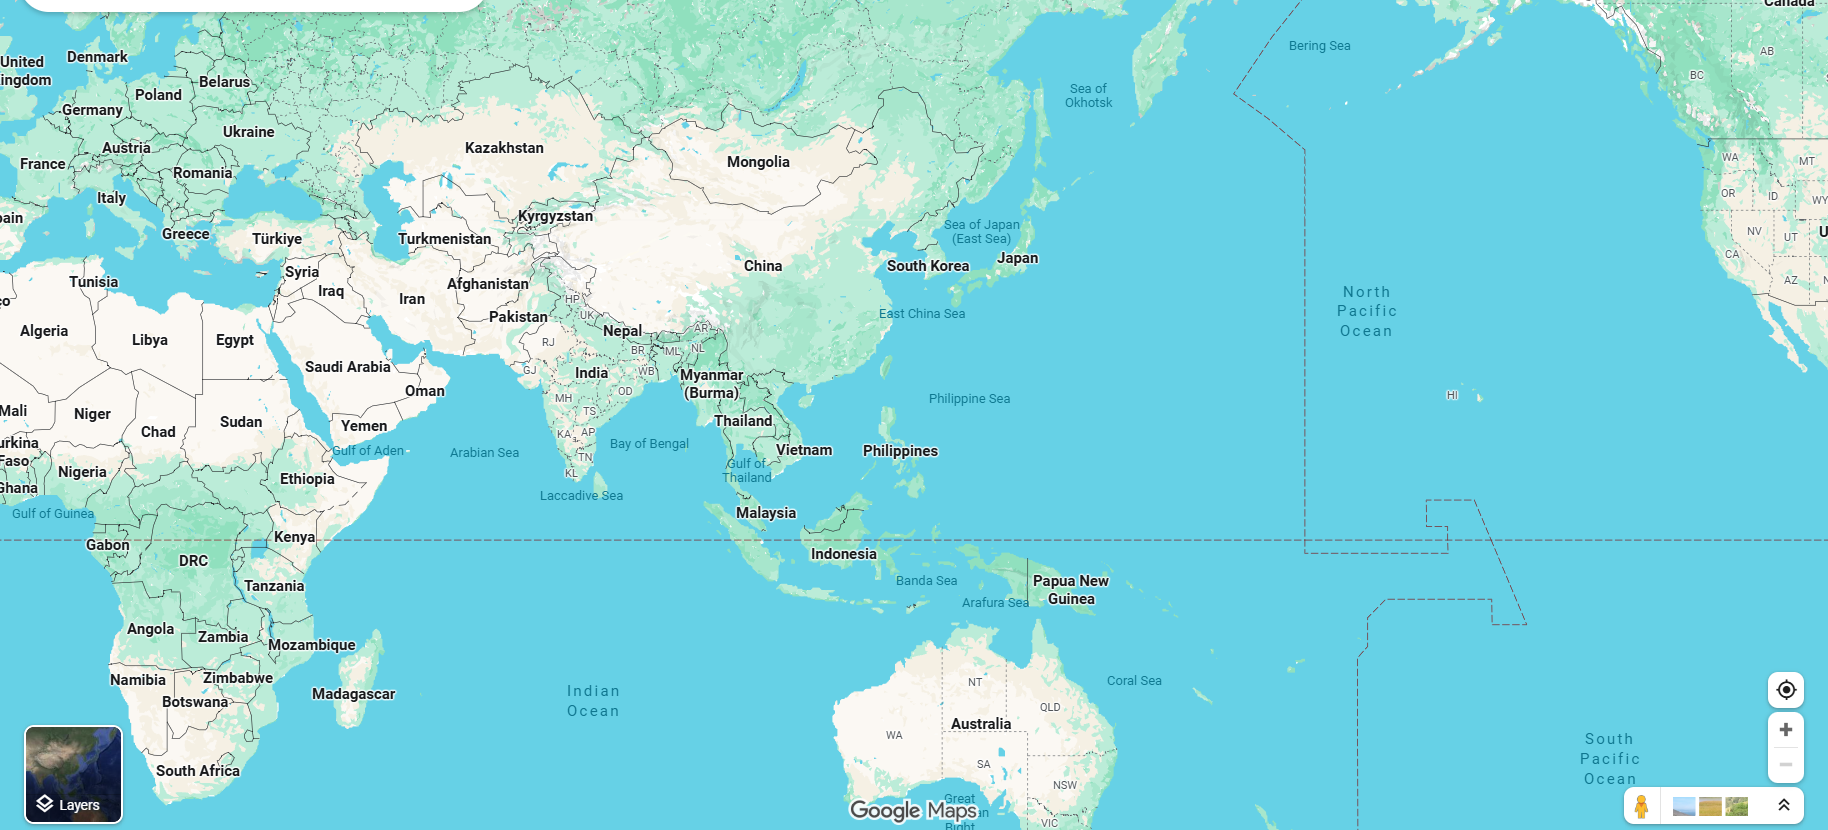 Canada
Bering Sea
Denmark
United
ingdom
Belarus
Poland
Germany
Ukraine
Austria
France
Romania
Italy
ain
Greece
Türkiye
Tunisia
Syria
Iraq
Iran
Algeria
Libya
Egypt
Saudi Arabia
Oman
Mali
Niger
Chad
Sudan
Yemen
Gulf of Aden
urkina
Faso
Nigeria
Ghana
Ethiopia
Gulf of Guinea
Gabon
Kenya
DRC
Tanzania
Angola
Zambia
Mozambique
Namibia
Zimbabwe
Botswana
Madagascar
South Africa
Kazakhstan
Mongolia
Kyrgyzstan
Turkmenistan
Afghanistan
Pakistan
China
HP
UK
Nepal
AR
RJ
BR
ML
NL
GJ
India
WB
MH
OD
TS
KA
AP
TN
KL
Myanmar
(Burma)
Thailand
Vietnam
Gulf of
Thailand
Arabian Sea
Bay of Bengal
Laccadive Sea
Malaysia
Indonesia
Philippines
Philippine Sea
East China Sea
South Korea
Japan
Sea of Japan
(East Sea)
Sea of
Okhotsk
Banda Sea
Arafura Sea
Papua New
Guinea
Coral Sea
Indian
Ocean
Australia
NT
QLD
WA
SA
NSW
VIC
Great
Bight
North
Pacific
Ocean
HI
South
Pacific
Ocean
AB
BC
WA
MT
OR
ID
WY
NV
UT
CA
AZ
U
Layers
Google Maps